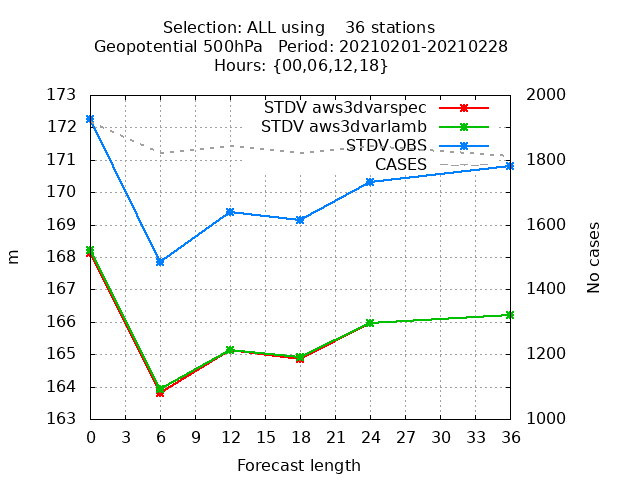 Selection: ALL using    36 stations
Geopotential 500hPa   Period: 20210201-20210228
Hours: {00,06,12,18}
173 2000
STDV aws3dvarspec
172 STDV aws3dvarlamb
STDV OBS
171 1800
CASES
170
169 1600
168
m No cases
167 1400
166
165 1200
164
163 1000
0 3 6 9 12 15 18 21 24 27 30 33 36
Forecast length